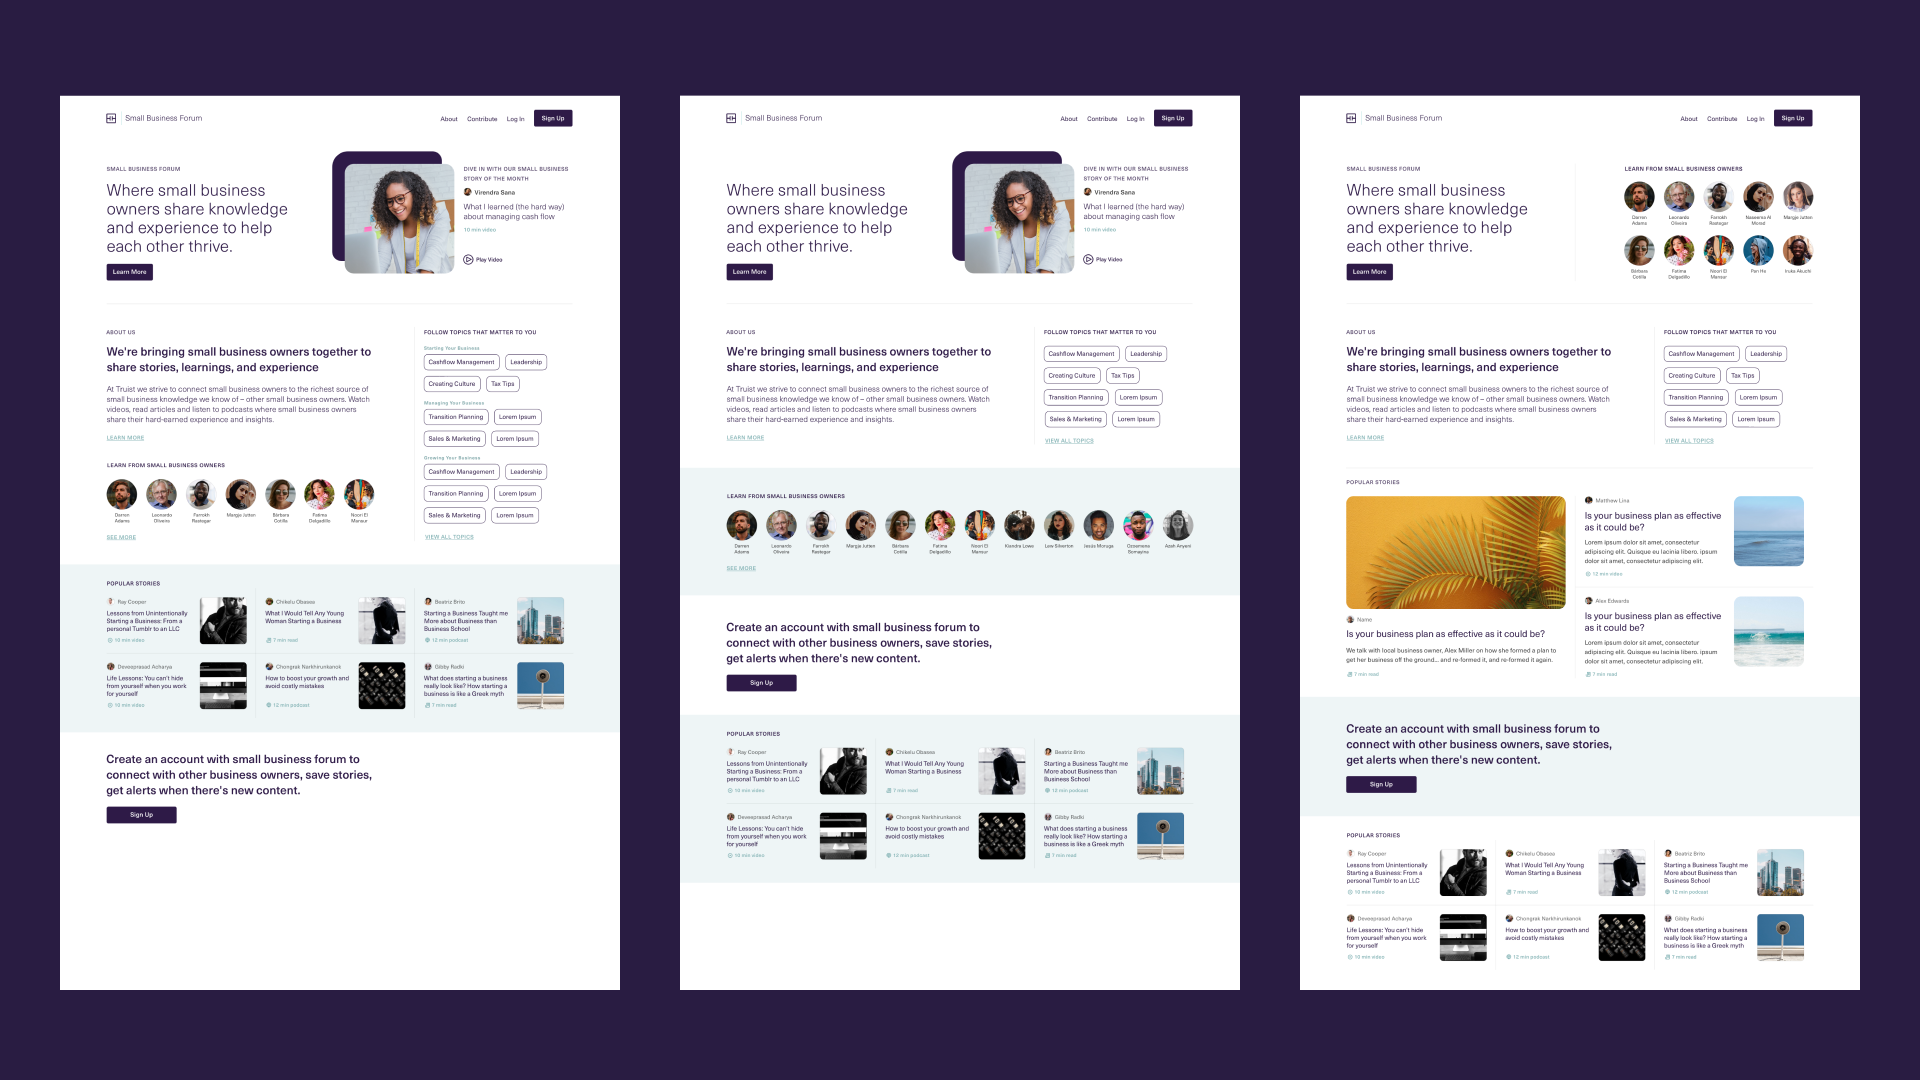 Small Business Forum
About
Contribute
Log In
Sign Up
SMALL BUSINESS FORUM
Where small business
owners share knowledge
and experience to help
each other thrive.
Learn More
DIVE IN WITH OUR SMALL BUSINESS
STORY OF THE MONTH
Virendra Sana
What I learned (the hard way)
about managing cash flow
10 min video
Play Video
ABOUT US
We're bringing small business owners together to
share stories, learnings, and experience
At Truist we strive to connect small business owners to the richest source of
small business knowledge we know of – other small business owners. Watch
videos, read articles and listen to podcasts where small business owners
share their hard-earned experience and insights.
LEARN MORE
LEARN FROM SMALL BUSINESS OWNERS
Darren
Adams
Leonardo
Oliveira
Farrokh
Rastegar
Margje Jutten
Bárbara
Cotilla
Fatima
Delgadillo
Noori El
Mansur
SEE MORE
FOLLOW TOPICS THAT MATTER TO YOU
Starting Your Business
Cashflow Management
Leadership
Creating Culture
Tax Tips
Managing Your Business
Transition Planning
Lorem Ipsum
Sales & Marketing
Lorem Ipsum
Growing Your Business
Cashflow Management
Leadership
Transition Planning
Lorem Ipsum
Sales & Marketing
Lorem Ipsum
VIEW ALL TOPICS
POPULAR STORIES
Ray Cooper
Lessons from Unintentionally
Starting a Business: From a
personal Tumblr to an LLC
10 min video
Chikelu Obasea
What I Would Tell Any Young
Woman Starting a Business
7 min read
Beatriz Brito
Starting a Business Taught me
More about Business than
Business School
12 min podcast
Deveeprasad Acharya
Life Lessons: You can't hide
from yourself when you work
for yourself
10 min video
Chongrak Narkhirunkanok
How to boost your growth and
avoid costly mistakes
12 min podcast
Gibby Radki
What does starting a business
really look like? How starting a
business is like a Greek myth
7 min read
Create an account with small business forum to
connect with other business owners, save stories,
get alerts when there's new content.
Sign Up
Small Business Forum
About
Contribute
Log In
Sign Up
SMALL BUSINESS FORUM
Where small business
owners share knowledge
and experience to help
each other thrive.
Learn More
DIVE IN WITH OUR SMALL BUSINESS
STORY OF THE MONTH
Virendra Sana
What I learned (the hard way)
about managing cash flow
10 min video
Play Video
ABOUT US
We're bringing small business owners together to
share stories, learnings, and experience
At Truist we strive to connect small business owners to the richest source of
small business knowledge we know of – other small business owners. Watch
videos, read articles and listen to podcasts where small business owners
share their hard-earned experience and insights.
LEARN MORE
FOLLOW TOPICS THAT MATTER TO YOU
Cashflow Management
Leadership
Creating Culture
Tax Tips
Transition Planning
Lorem Ipsum
Sales & Marketing
Lorem Ipsum
VIEW ALL TOPICS
LEARN FROM SMALL BUSINESS OWNERS
Darren
Adams
Leonardo
Oliveira
Farrokh
Rastegar
Margje Jutten
Bárbara
Cotilla
Fatima
Delgadillo
Noori El
Mansur
Kiandra Lowe
Law Silverton
Jesús Moruga
Ozoemena
Somayina
Azah Anyeni
SEE MORE
Create an account with small business forum to
connect with other business owners, save stories,
get alerts when there's new content.
Sign Up
POPULAR STORIES
Ray Cooper
Lessons from Unintentionally
Starting a Business: From a
personal Tumblr to an LLC
10 min video
Chikelu Obasea
What I Would Tell Any Young
Woman Starting a Business
7 min read
Beatriz Brito
Starting a Business Taught me
More about Business than
Business School
12 min podcast
Deveeprasad Acharya
Life Lessons: You can't hide
from yourself when you work
for yourself
10 min video
Chongrak Narkhirunkanok
How to boost your growth and
avoid costly mistakes
12 min podcast
Gibby Radki
What does starting a business
really look like? How starting a
business is like a Greek myth
7 min read
Small Business Forum
About
Contribute
Log In
Sign Up
SMALL BUSINESS FORUM
Where small business
owners share knowledge
and experience to help
each other thrive.
Learn More
LEARN FROM SMALL BUSINESS OWNERS
Darren
Adams
Leonardo
Oliveira
Farrokh
Rastegar
Naseema Al
Morad
Margje Jutten
Bárbara
Cotilla
Fatima
Delgadillo
Noori El
Mansur
Pan He
Iruka Akuchi
ABOUT US
We're bringing small business owners together to
share stories, learnings, and experience
At Truist we strive to connect small business owners to the richest source of
small business knowledge we know of – other small business owners. Watch
videos, read articles and listen to podcasts where small business owners
share their hard-earned experience and insights.
LEARN MORE
FOLLOW TOPICS THAT MATTER TO YOU
Cashflow Management
Leadership
Creating Culture
Tax Tips
Transition Planning
Lorem Ipsum
Sales & Marketing
Lorem Ipsum
VIEW ALL TOPICS
POPULAR STORIES
Name
Is your business plan as effective as it could be?
We talk with local business owner, Alex Miller on how she formed a plan to
get her business off the ground... and re-formed it, and re-formed it again.
7 min read
Matthew Lina
Is your business plan as effective
as it could be?
Lorem ipsum dolor sit amet, consectetur
adipiscing elit. Quisque eu lacinia libero. ipsum
dolor sit amet, consectetur adipiscing elit.
12 min video
Alex Edwards
Is your business plan as effective
as it could be?
Lorem ipsum dolor sit amet, consectetur
adipiscing elit. Quisque eu lacinia libero. ipsum
dolor sit amet, consectetur adipiscing elit.
7 min read
Create an account with small business forum to
connect with other business owners, save stories,
get alerts when there's new content.
Sign Up
POPULAR STORIES
Ray Cooper
Lessons from Unintentionally
Starting a Business: From a
personal Tumblr to an LLC
10 min video
Chikelu Obasea
What I Would Tell Any Young
Woman Starting a Business
7 min read
Beatriz Brito
Starting a Business Taught me
More about Business than
Business School
12 min podcast
Deveeprasad Acharya
Life Lessons: You can't hide
from yourself when you work
for yourself
10 min video
Chongrak Narkhirunkanok
How to boost your growth and
avoid costly mistakes
12 min podcast
Gibby Radki
What does starting a business
really look like? How starting a
business is like a Greek myth
7 min read